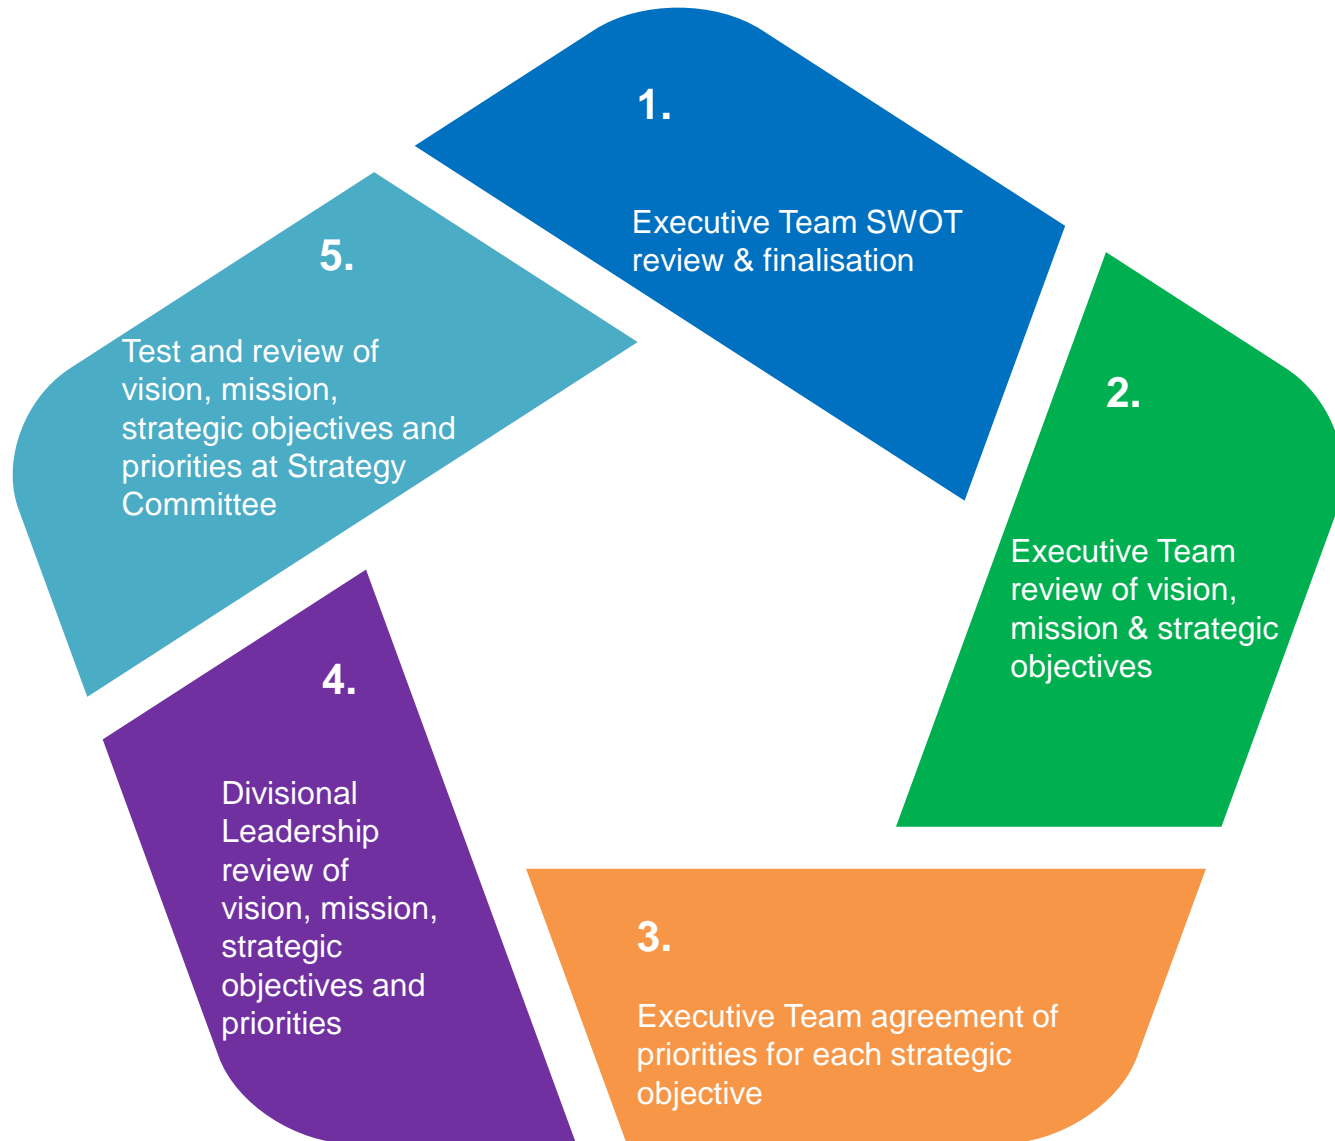 1.
Executive Team SWOT
review & finalisation
2.
Executive Team
review of vision,
mission & strategic
objectives
3.
Executive Team agreement of
priorities for each strategic
objective
4.
Divisional
Leadership
review of
vision, mission,
strategic
objectives and
priorities
5.
Test and review of
vision, mission,
strategic objectives and
priorities at Strategy
Committee